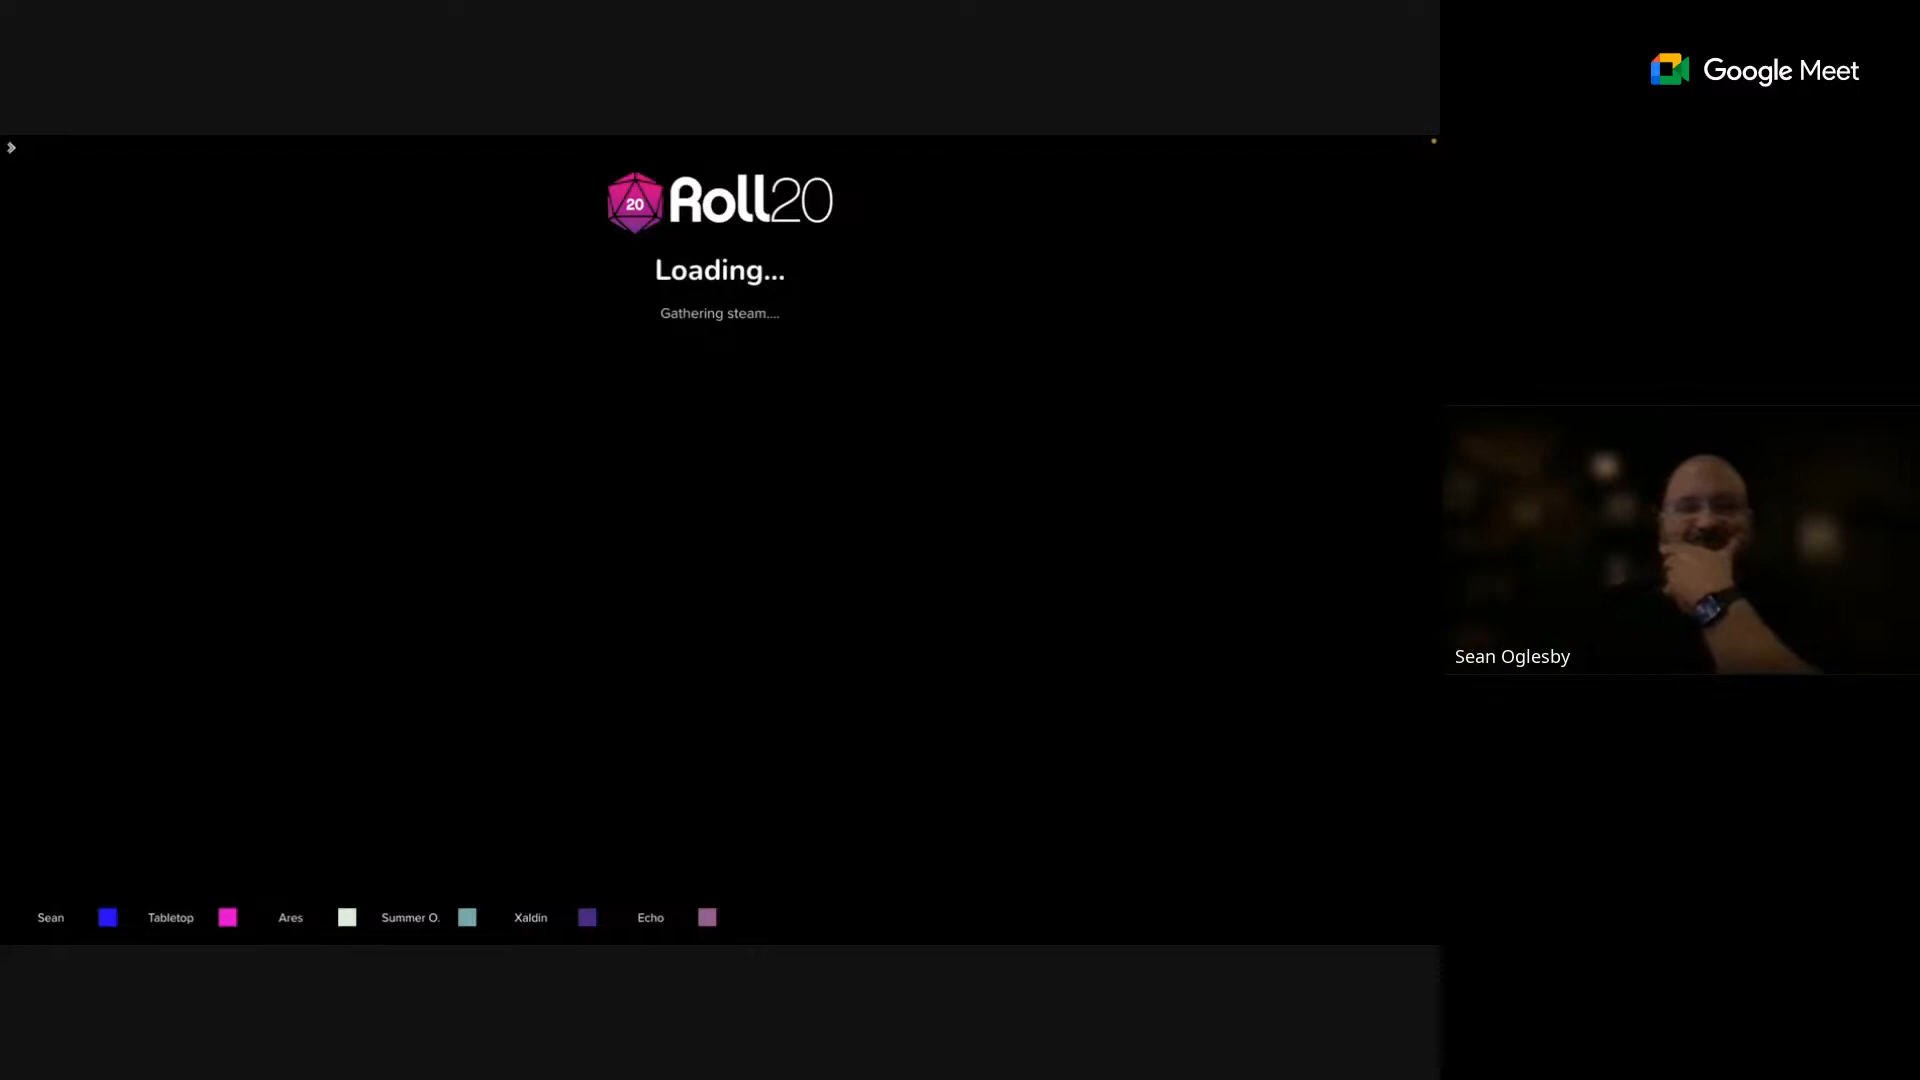 Google Meet
20 Roll20
Loading...
Gathering steam....
Sean Oglesby
Sean Tabletop Ares Summer O. Xaldin Echo